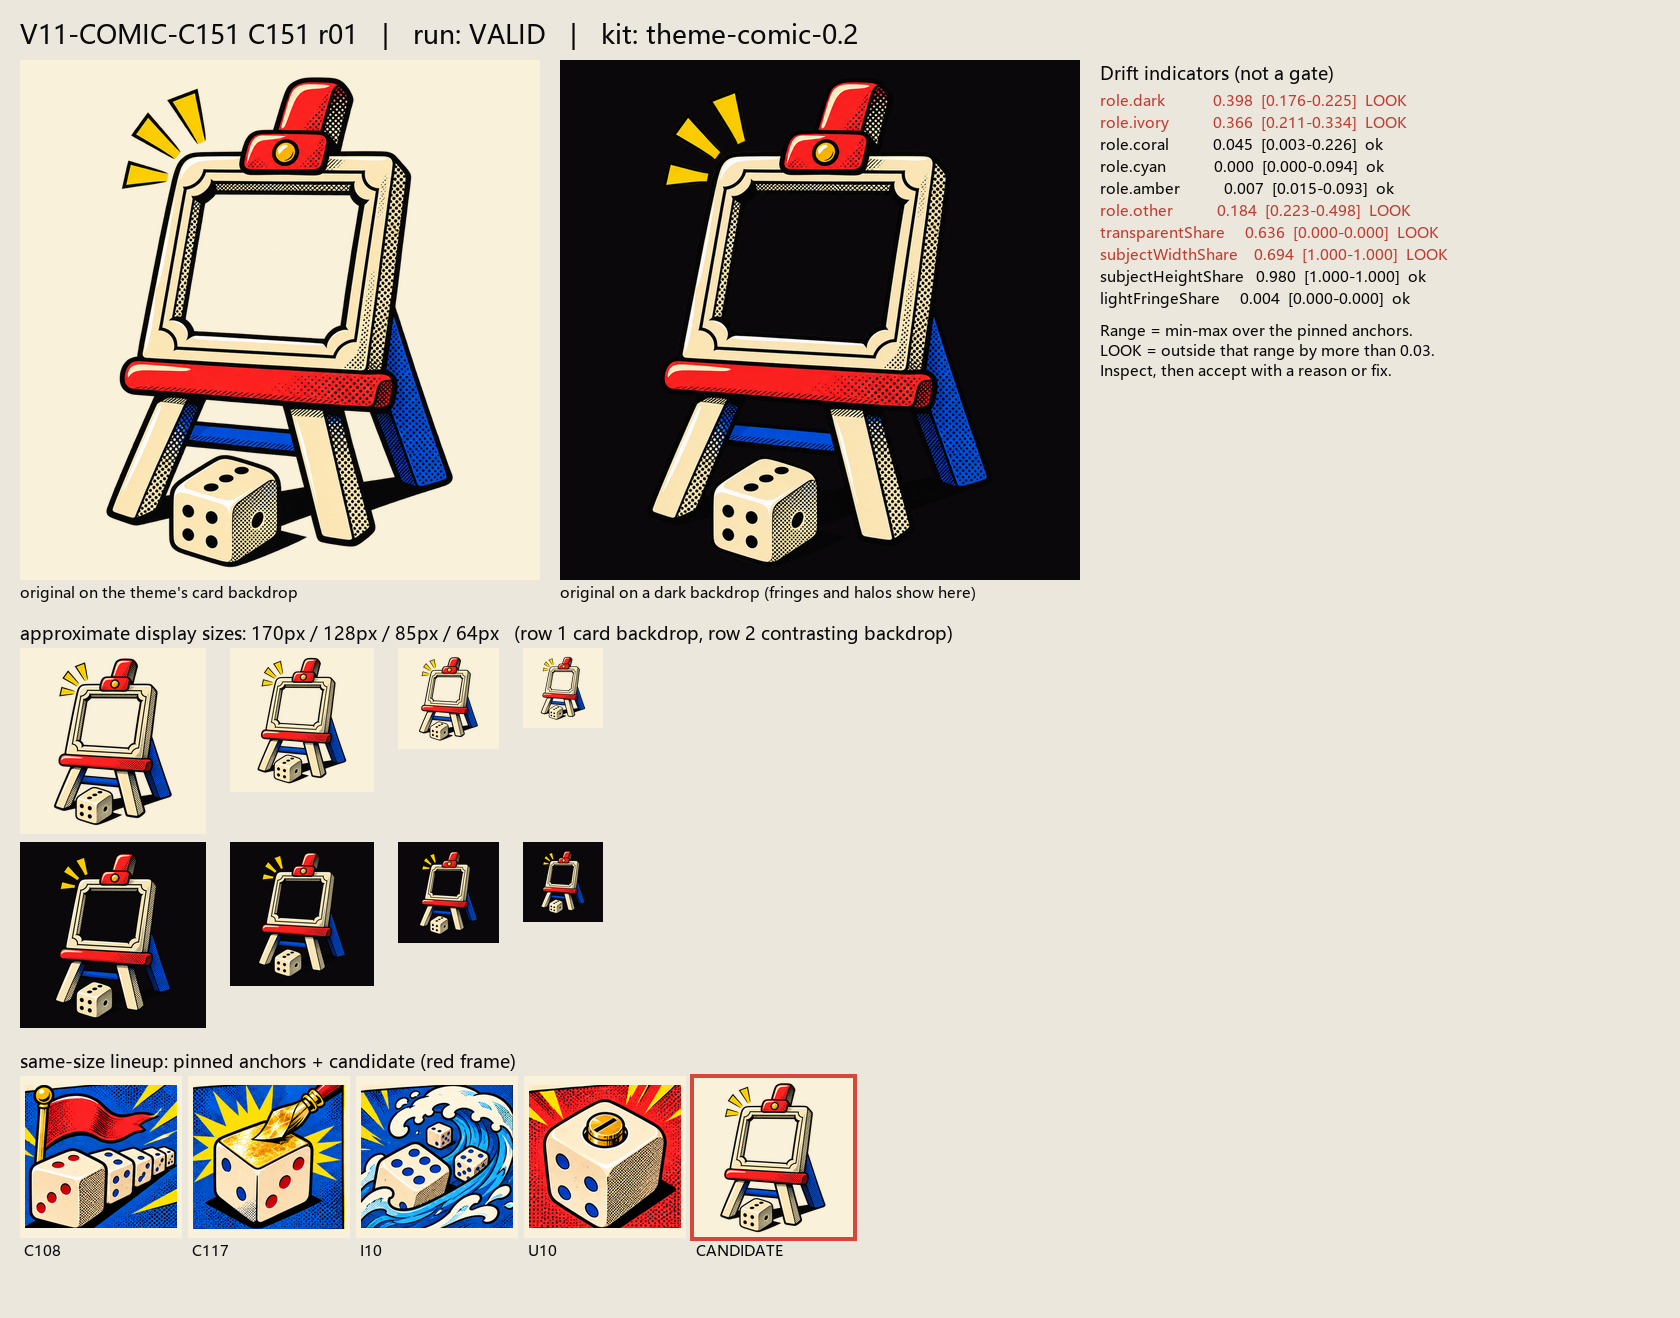 V11-COMIC-C151 C151 r01   |   run: VALID   |   kit: theme-comic-0.2
Drift indicators (not a gate)
role.dark 0.398 [0.176-0.225] LOOK
role.ivory 0.366 [0.211-0.334] LOOK
role.coral 0.045 [0.003-0.226] ok
role.cyan 0.000 [0.000-0.094] ok
role.amber 0.007 [0.015-0.093] ok
role.other 0.184 [0.223-0.498] LOOK
transparentShare 0.636 [0.000-0.000] LOOK
subjectWidthShare 0.694 [1.000-1.000] LOOK
subjectHeightShare 0.980 [1.000-1.000] ok
lightFringeShare 0.004 [0.000-0.000] ok
Range = min-max over the pinned anchors.
LOOK = outside that range by more than 0.03.
Inspect, then accept with a reason or fix.
original on the theme's card backdrop
original on a dark backdrop (fringes and halos show here)
approximate display sizes: 170px / 128px / 85px / 64px   (row 1 card backdrop, row 2 contrasting backdrop)
same-size lineup: pinned anchors + candidate (red frame)
C108
C117
I10
U10
CANDIDATE